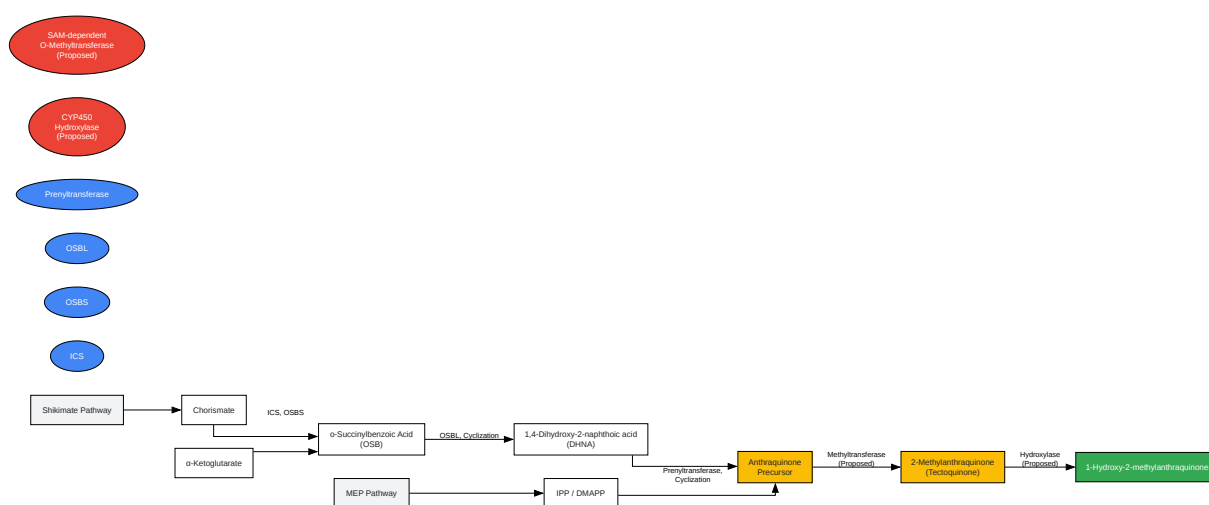 SAM-dependent
O-Methyltransferase
(Proposed)
CYP450
Hydroxylase
(Proposed)
Prenyltransferase
OSBL
OSBS
ICS
Shikimate Pathway
Chorismate
ICS, OSBS
α-Ketoglutarate
o-Succinylbenzoic Acid
(OSB)
OSBL, Cyclization
1,4-Dihydroxy-2-naphthoic acid
(DHNA)
MEP Pathway
IPP / DMAPP
Prenyltransferase,
Cyclization
Anthraquinone
Precursor
Methyltransferase
(Proposed)
2-Methylanthraquinone
(Tectoquinone)
Hydroxylase
(Proposed)
1-Hydroxy-2-methylanthraquinone